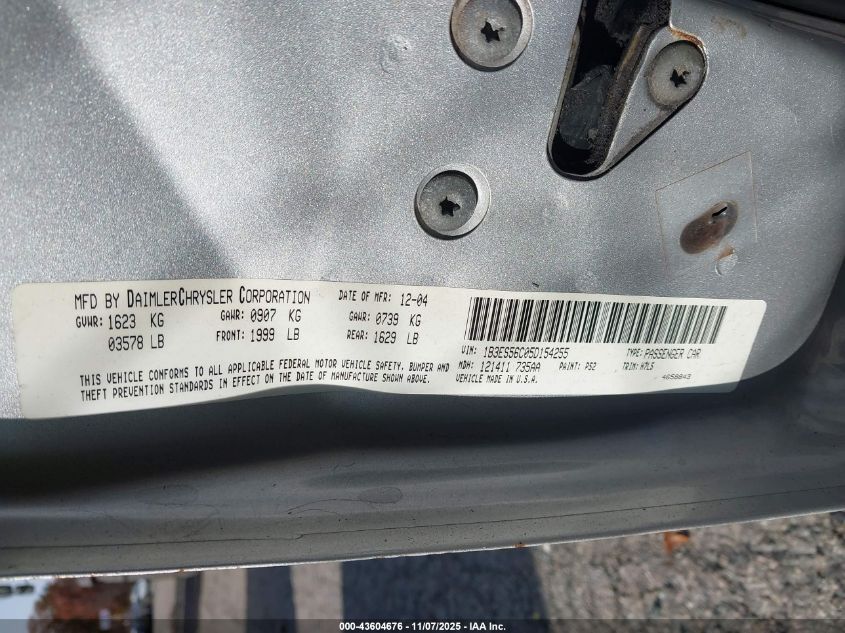 MFD BY DAIMLERCHRYSLER CORPORATION DATE OF MFR: 12-04
GVWR: 1623 KG GAWR: 0907 KG GAWR: 0739 KG
03578 LB FRONT: 1999 LB REAR: 1629 LB
THIS VEHICLE CONFORMS TO ALL APPLICABLE FEDERAL MOTOR VEHICLE SAFETY, BUMPER AND
THEFT PREVENTION STANDARDS IN EFFECT ON THE DATE OF MANUFACTURE SHOWN ABOVE.
VIN: 1B3ES56C05D154255 TYPE: PASSENGER CAR
MDH: 121411 735AA PAINT: PS2 TRIM: H7L5
VEHICLE MADE IN U.S.A. 4658843
000-43604676 - 11/07/2025 - IAA Inc.